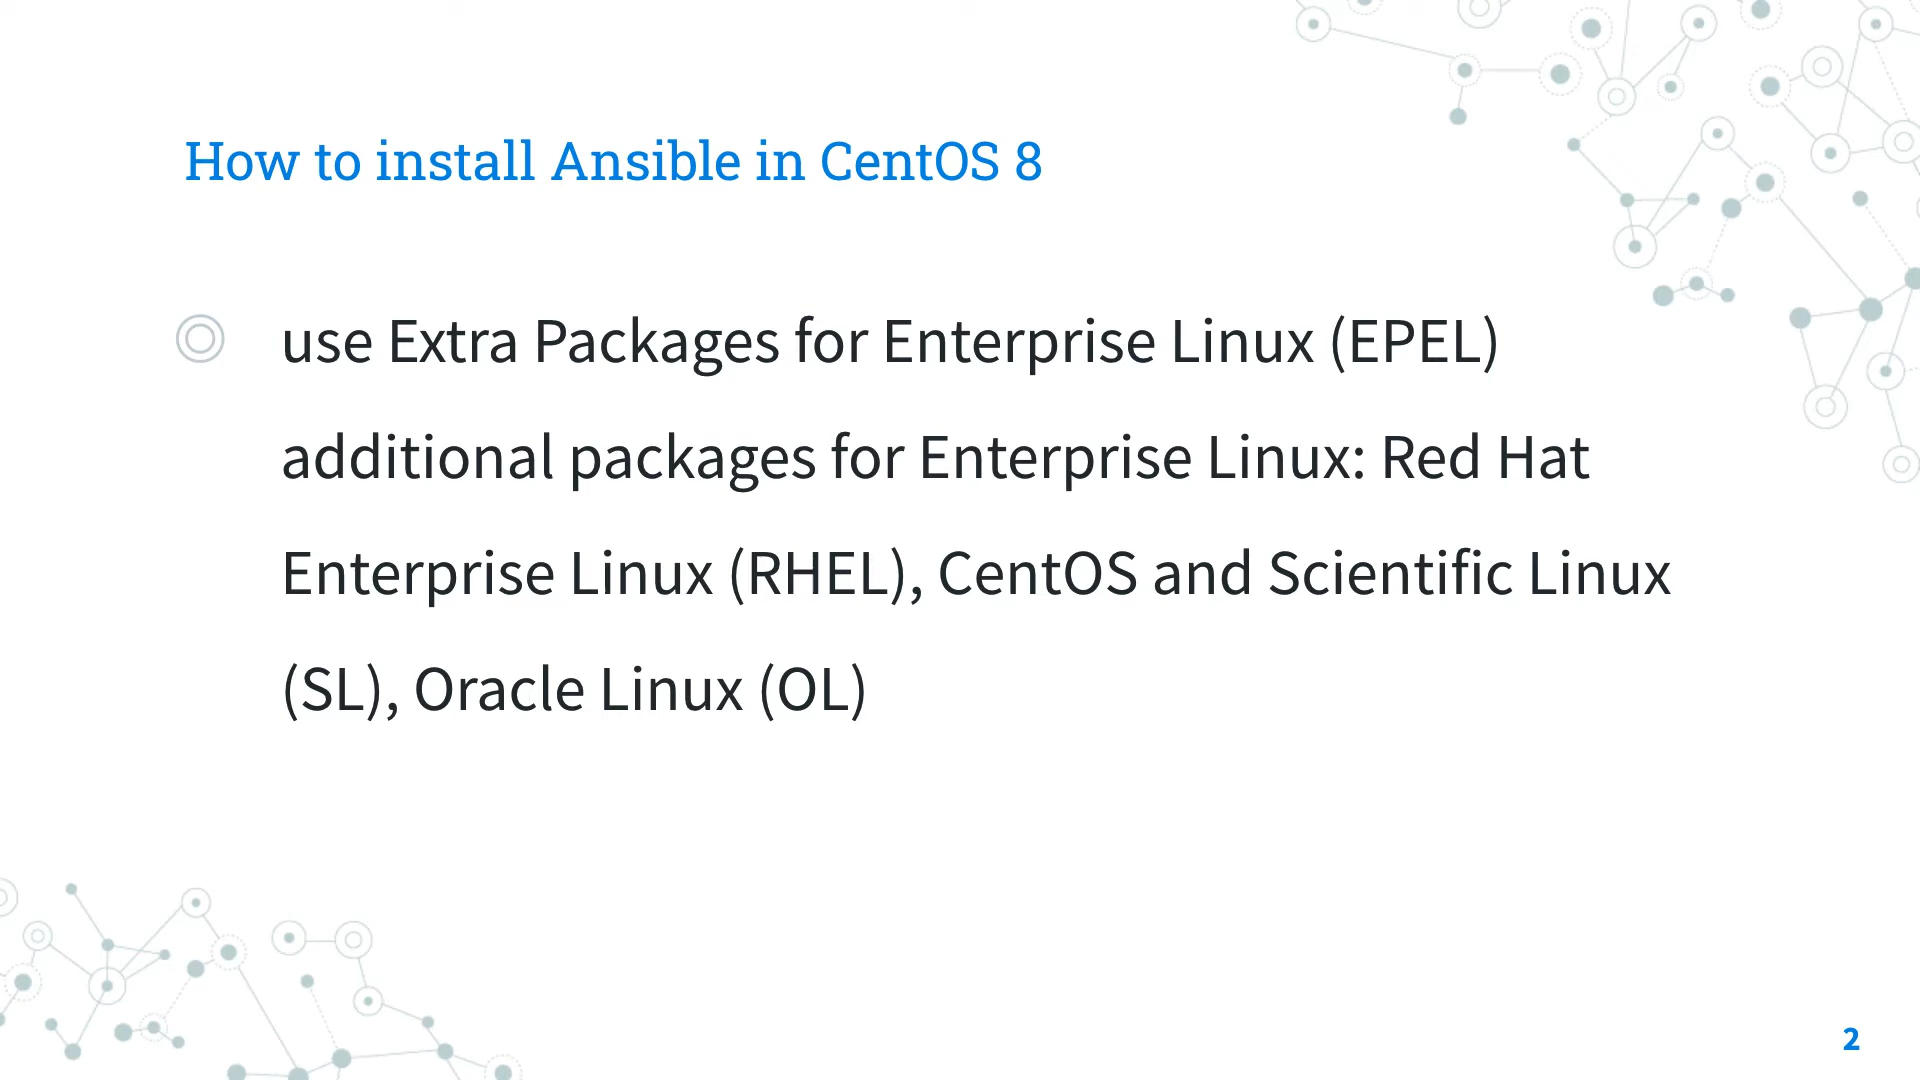 How to install Ansible in CentOS 8
use Extra Packages for Enterprise Linux (EPEL)
additional packages for Enterprise Linux: Red Hat
Enterprise Linux (RHEL), CentOS and Scientific Linux
(SL), Oracle Linux (OL)
2